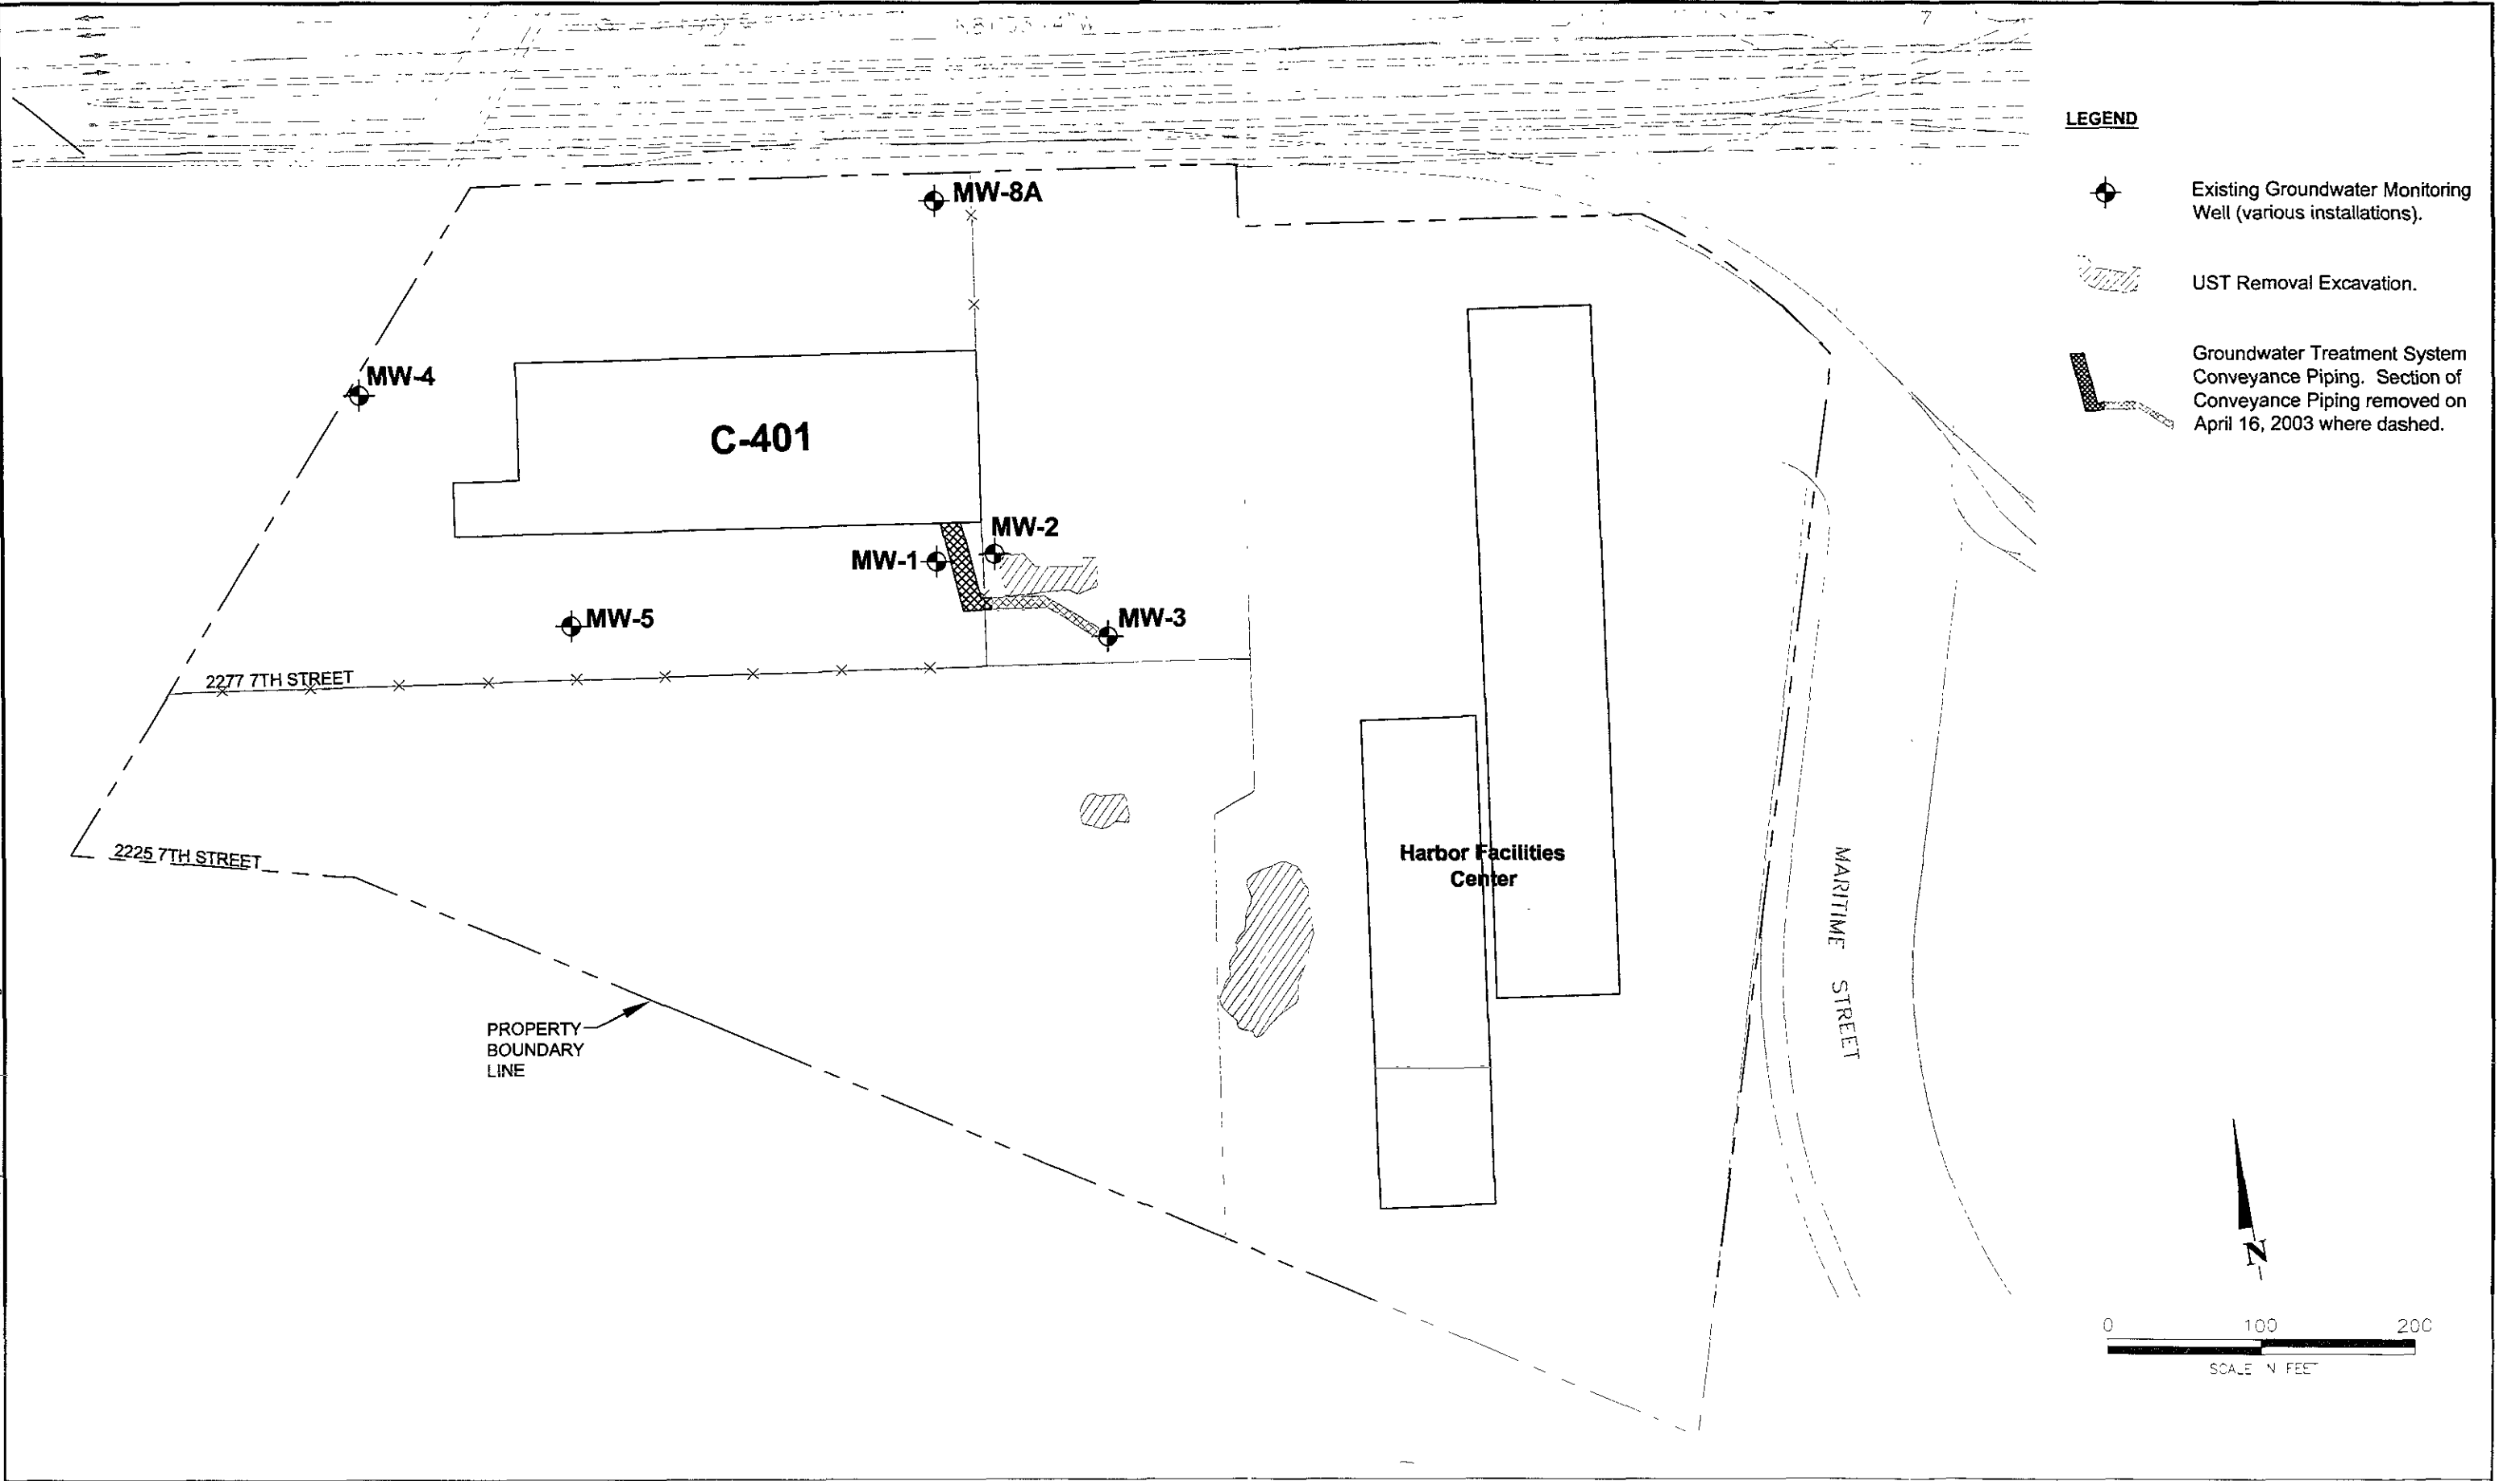 LEGEND
Existing Groundwater Monitoring
Well (various installations).
UST Removal Excavation.
Groundwater Treatment System
Conveyance Piping. Section of
Conveyance Piping removed on
April 16, 2003 where dashed.
MW-8A
MW-4
C-401
MW-2
MW-1
MW-5
MW-3
2277 7TH STREET
2225 7TH STREET
Harbor Facilities
Center
MARITIME STREET
PROPERTY
BOUNDARY
LINE
N
0 100 200
SCALE IN FEET